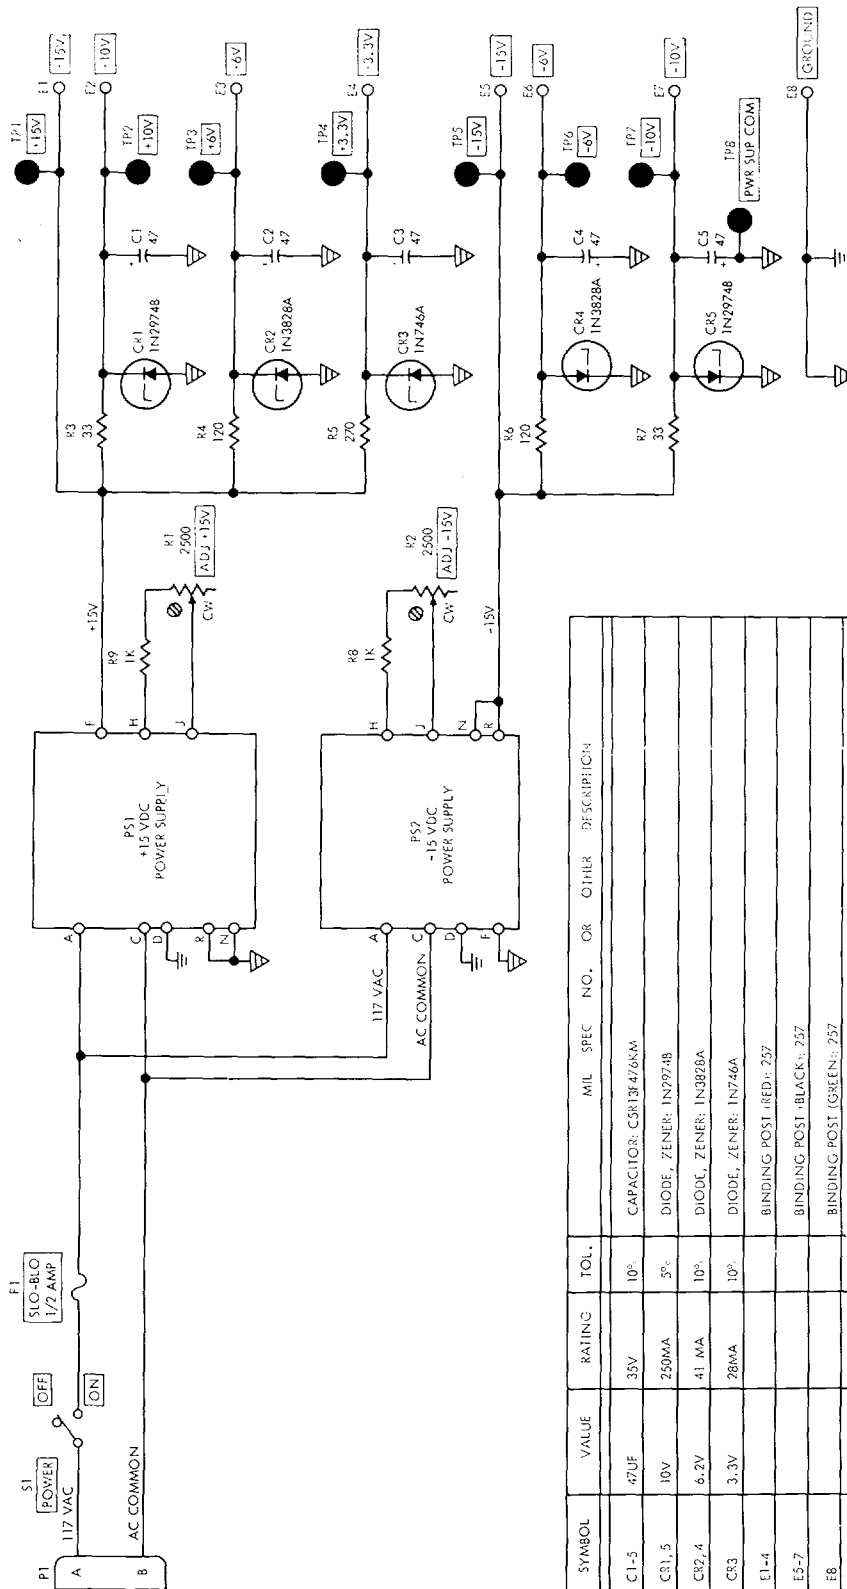 P1
A
B
S1
POWER
OFF
ON
117 VAC
AC COMMON
F1
SLO-BLO
1/2 AMP
117 VAC
AC COMMON
A
C
D
R
N
PS1
+15 VDC
POWER SUPPLY
F
H
J
A
C
D
F
PS2
-15 VDC
POWER SUPPLY
H
J
N
R
+15V
R9
1K
R1
2500
ADJ +15V
CW
R8
1K
R2
2500
ADJ -15V
CW
-15V
R3
33
R4
120
R5
270
R6
120
R7
33
CR1
1N2974B
CR2
1N3828A
CR3
1N746A
CR4
1N3828A
CR5
1N2974B
C1
47
C2
47
C3
47
C4
47
C5
47
TP1
+15V
TP2
+10V
TP3
+6V
TP4
+3.3V
TP5
-15V
TP6
-6V
TP7
-10V
TP8
PWR SUP COM
E1
+15V
E2
+10V
E3
+6V
E4
+3.3V
E5
-15V
E6
-6V
E7
-10V
E8
GROUND
SYMBOL VALUE RATING TOL. MIL SPEC NO. OR OTHER DESCRIPTION
C1-5 47UF 35V 10% CAPACITOR: CSR13F476KM
CR1, 5 10V 250MA 5% DIODE, ZENER: 1N2974B
CR2, 4 6.2V 41 MA 10% DIODE, ZENER: 1N3828A
CR3 3.3V 28MA 10% DIODE, ZENER: 1N746A
E1-4 BINDING POST (RED): 257
E5-7 BINDING POST (BLACK): 257
E8 BINDING POST (GREEN): 257